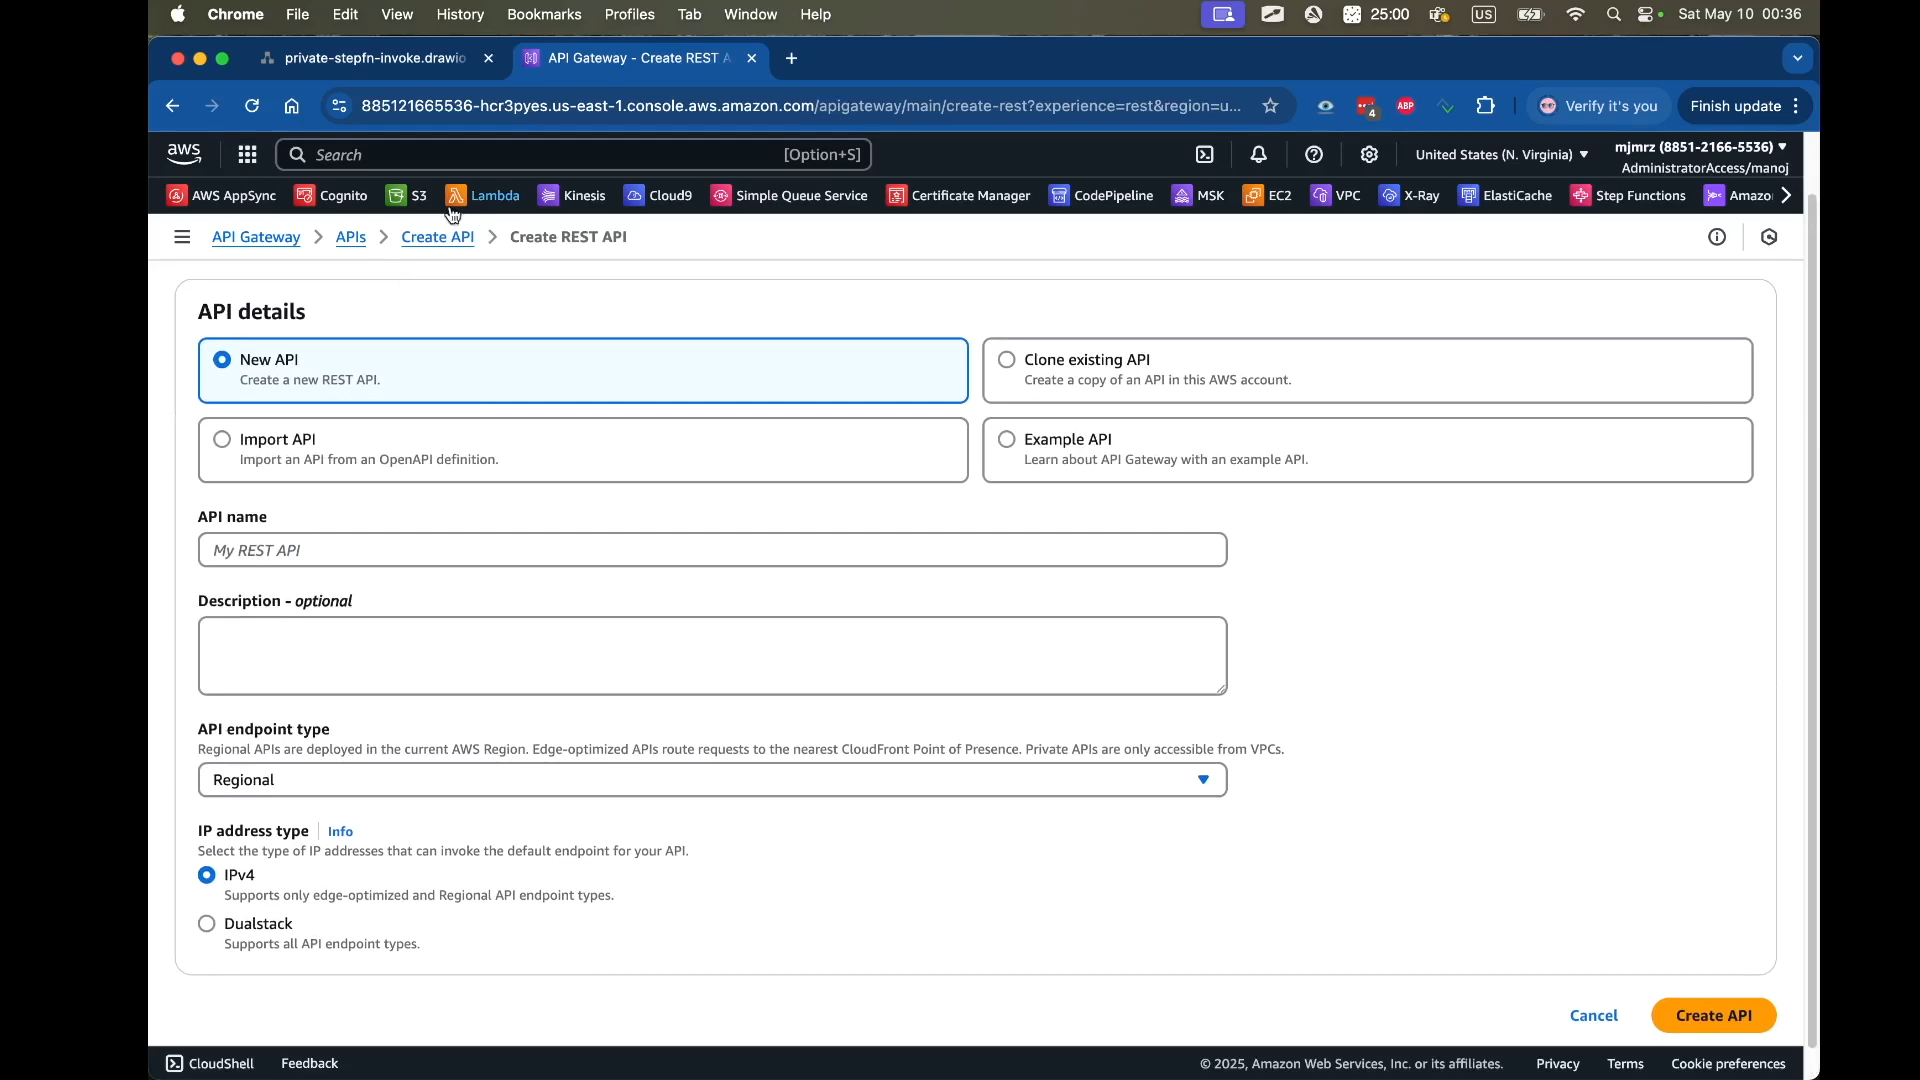 Chrome File Edit View History Bookmarks Profiles Tab Window Help 25:00 US Sat May 10 00:36
private-stepfn-invoke.drawio API Gateway - Create REST A
885121665536-hcr3pyes.us-east-1.console.aws.amazon.com/apigateway/main/create-rest?experience=rest&region=u... 4 ABP Verify it's you Finish update
aws Search [Option+S] United States (N. Virginia) mjmrz (8851-2166-5536)
AdministratorAccess/manoj
AWS AppSync Cognito S3 Lambda Kinesis Cloud9 Simple Queue Service Certificate Manager CodePipeline MSK EC2 VPC X-Ray ElastiCache Step Functions Amazo
API Gateway APIs Create API Create REST API
API details
New API
Create a new REST API.
Clone existing API
Create a copy of an API in this AWS account.
Import API
Import an API from an OpenAPI definition.
Example API
Learn about API Gateway with an example API.
API name
My REST API
Description - optional
API endpoint type
Regional APIs are deployed in the current AWS Region. Edge-optimized APIs route requests to the nearest CloudFront Point of Presence. Private APIs are only accessible from VPCs.
Regional
IP address type Info
Select the type of IP addresses that can invoke the default endpoint for your API.
IPv4
Supports only edge-optimized and Regional API endpoint types.
Dualstack
Supports all API endpoint types.
Cancel Create API
CloudShell Feedback © 2025, Amazon Web Services, Inc. or its affiliates. Privacy Terms Cookie preferences